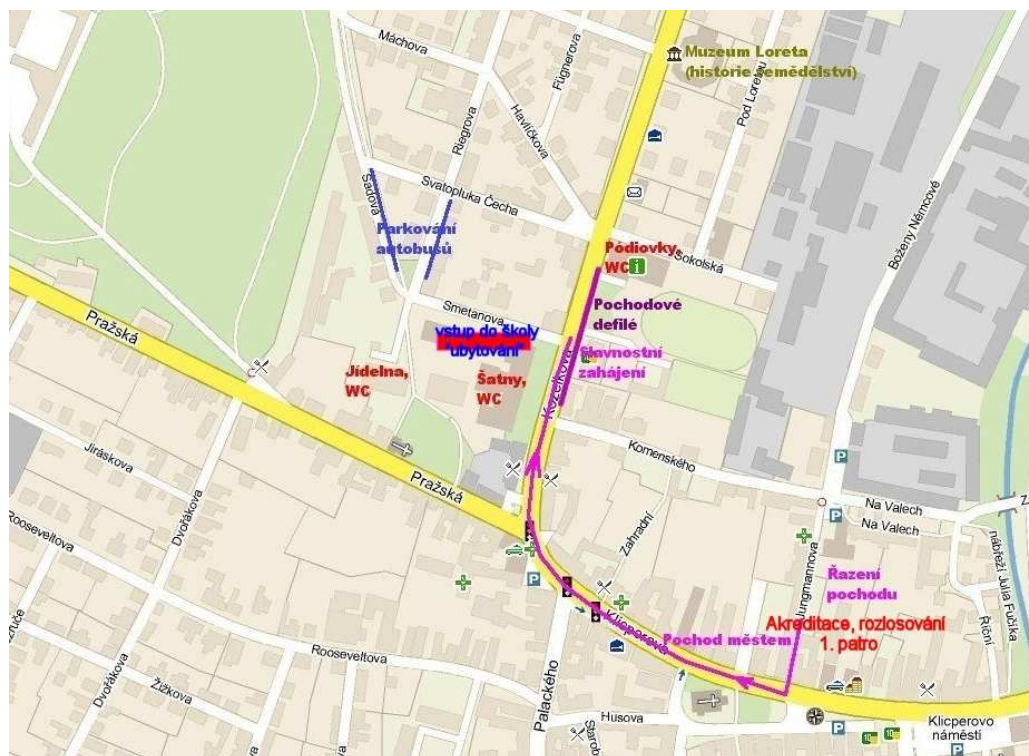 Máchova
Fügnerova
Muzeum Loreta
(historie zemědělství)
Pod Loretou
Riegrova
Havlíčkova
Sadová
Svatopluka Čecha
Boženy Němcové
Parkování
autobusů
Pódiovky,
WC
i
Sokolská
Smetanova
Pochodové
defilé
Pražská
vstup do školy
"ubytování"
Slavnostní
zahájení
Kozelkova
Jídelna,
WC
Šatny,
WC
Jiráskova
Komenského
P
Pražská
Na Valech
Na Valech
P
Rooseveltova
Dvořákova
Zahradní
Jungmannova
nábřeží Julia Fučíka
Řazení
pochodu
P
Akreditace, rozlosování
1. patro
Říční
Klicperova
Pochod městem
Rooseveltova
Žižkova
Dvořákova
Palackého
Husova
P
Klicperovo
náměstí
P